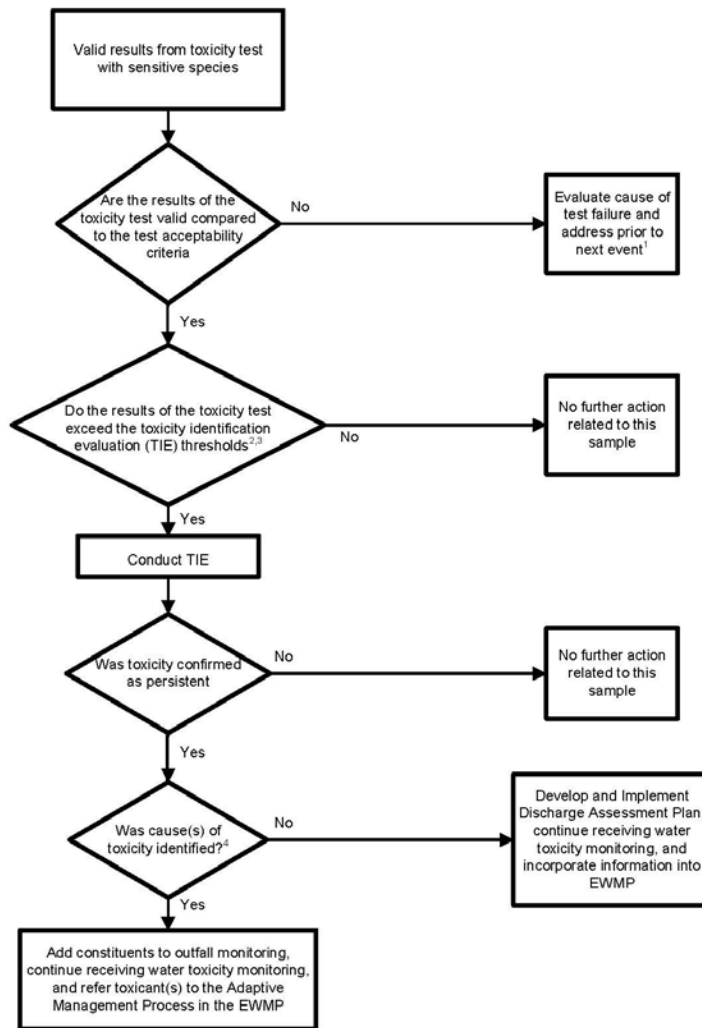 Valid results from toxicity test
with sensitive species
Are the results of the
toxicity test valid compared
to the test acceptability
criteria
No
Evaluate cause of
test failure and
address prior to
next event¹
Yes
Do the results of the toxicity test
exceed the toxicity identification
evaluation (TIE) thresholds²,³
No
No further action
related to this
sample
Yes
Conduct TIE
Was toxicity confirmed
as persistent
No
No further action
related to this
sample
Yes
Was cause(s) of
toxicity identified?⁴
No
Develop and Implement
Discharge Assessment Plan
continue receiving water
toxicity monitoring, and
incorporate information into
EWMP
Yes
Add constituents to outfall monitoring,
continue receiving water toxicity monitoring,
and refer toxicant(s) to the Adaptive
Management Process in the EWMP